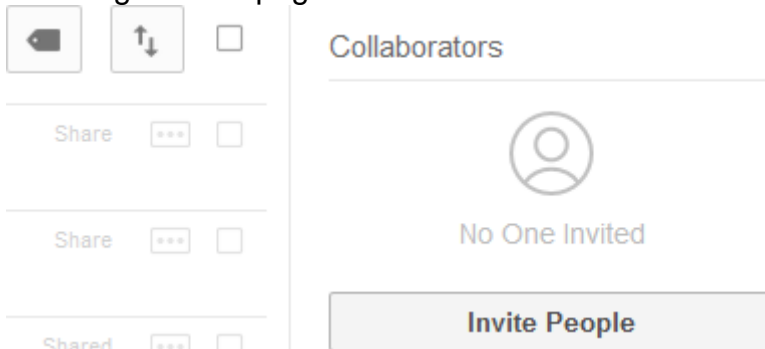 Collaborators
Share
Share
Shared
No One Invited
Invite People